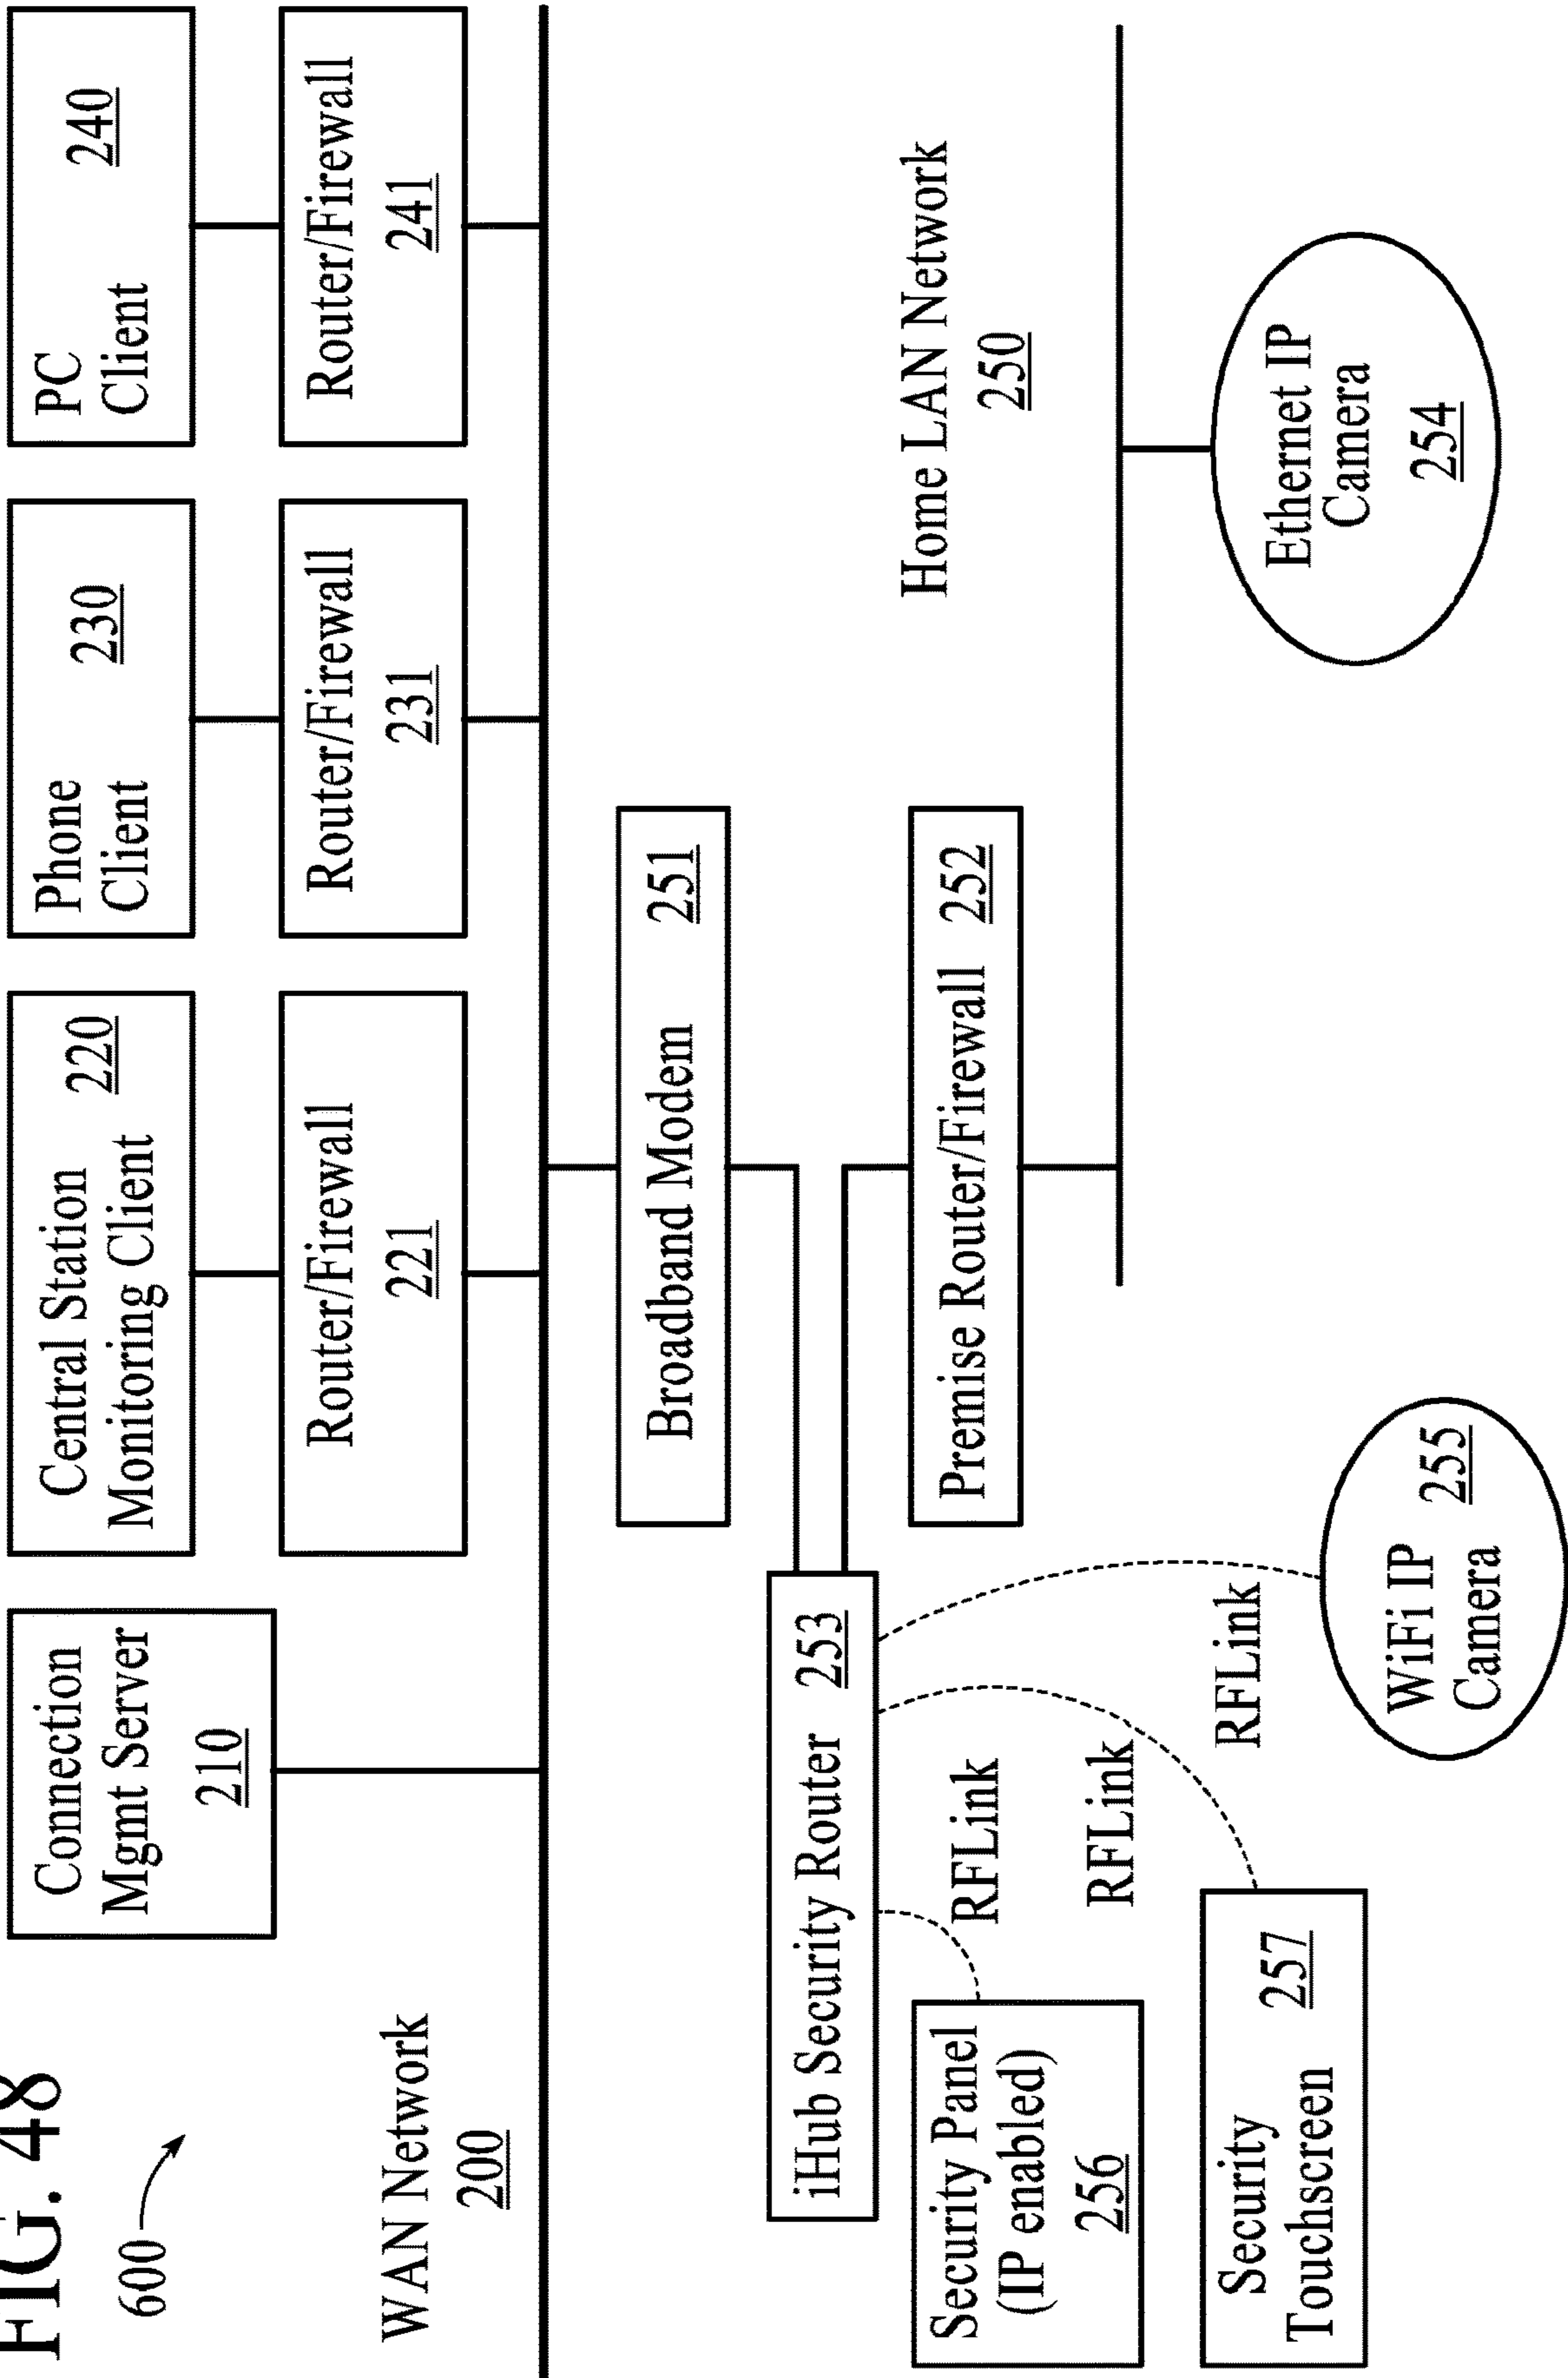 FIG. 48
600
WAN Network
200
Connection
Mgmt Server
210
Central Station
Monitoring Client
220
Phone
Client
230
PC
Client
240
Router/Firewall
221
Router/Firewall
231
Router/Firewall
241
Broadband Modem 251
iHub Security Router 253
Premise Router/Firewall 252
Home LAN Network
250
Security Panel
(IP enabled)
256
RFLink
RFLink
RFLink
Security
Touchscreen
257
WiFi IP
Camera
255
Ethernet IP
Camera
254